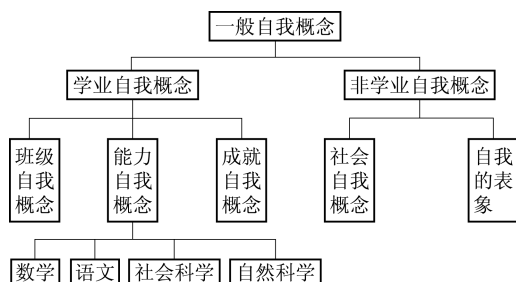 一般自我概念
学业自我概念
非学业自我概念
班级
自我
概念
能力
自我
概念
成就
自我
概念
社会
自我
概念
自我
的表
象
数学
语文
社会科学
自然科学